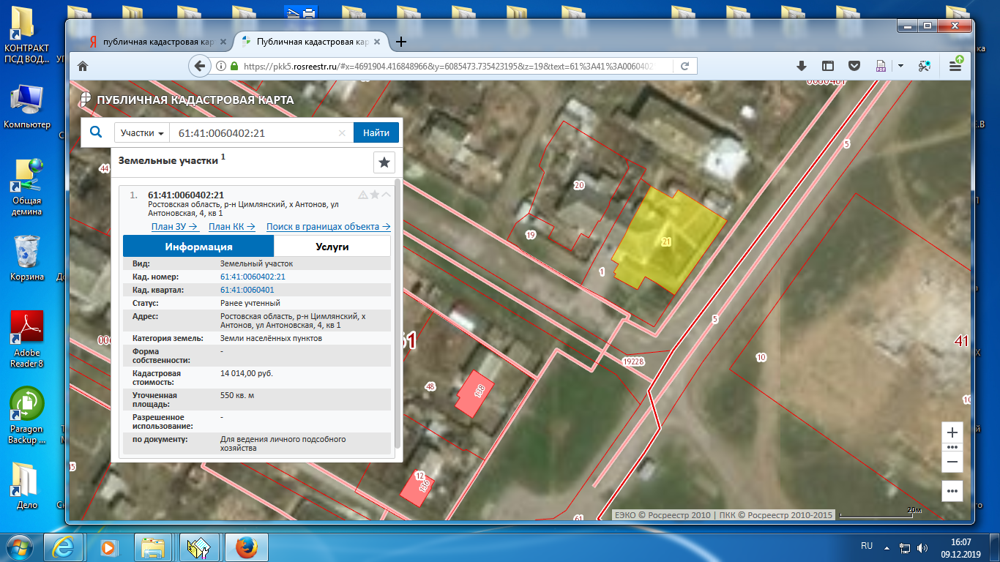 КОНТРАКТ
ПСД ВОД...
Компьютер
Общая
демина
Корзина
Adobe
Reader 8
Paragon
Backup ...
Дело
публичная кадастровая кар
Публичная кадастровая кар
https://pkk5.rosreestr.ru/#x=4691904.416848966&y=6085473.735423195&z=19&text=61%3A41%3A0060402
ПУБЛИЧНАЯ КАДАСТРОВАЯ КАРТА
Участки
61:41:0060402:21
Найти
Земельные участки 1
1. 61:41:0060402:21
Ростовская область, р-н Цимлянский, х Антонов, ул
Антоновская, 4, кв 1
План ЗУ → План КК → Поиск в границах объекта →
Информация Услуги
Вид: Земельный участок
Кад. номер: 61:41:0060402:21
Кад. квартал: 61:41:0060401
Статус: Ранее учтенный
Адрес: Ростовская область, р-н Цимлянский, х
Антонов, ул Антоновская, 4, кв 1
Категория земель: Земли населённых пунктов
Форма
собственности: -
Кадастровая
стоимость: 14 014,00 руб.
Уточненная
площадь: 550 кв. м
Разрешенное
использование: -
по документу: Для ведения личного подсобного
хозяйства
0060401
5
44
20
19
21
1
5
41
10
19228
48
138
12
136
61
20м
ЕЭКО © Росреестр 2010 | ПКК © Росреестр 2010-2015
RU
16:07
09.12.2019